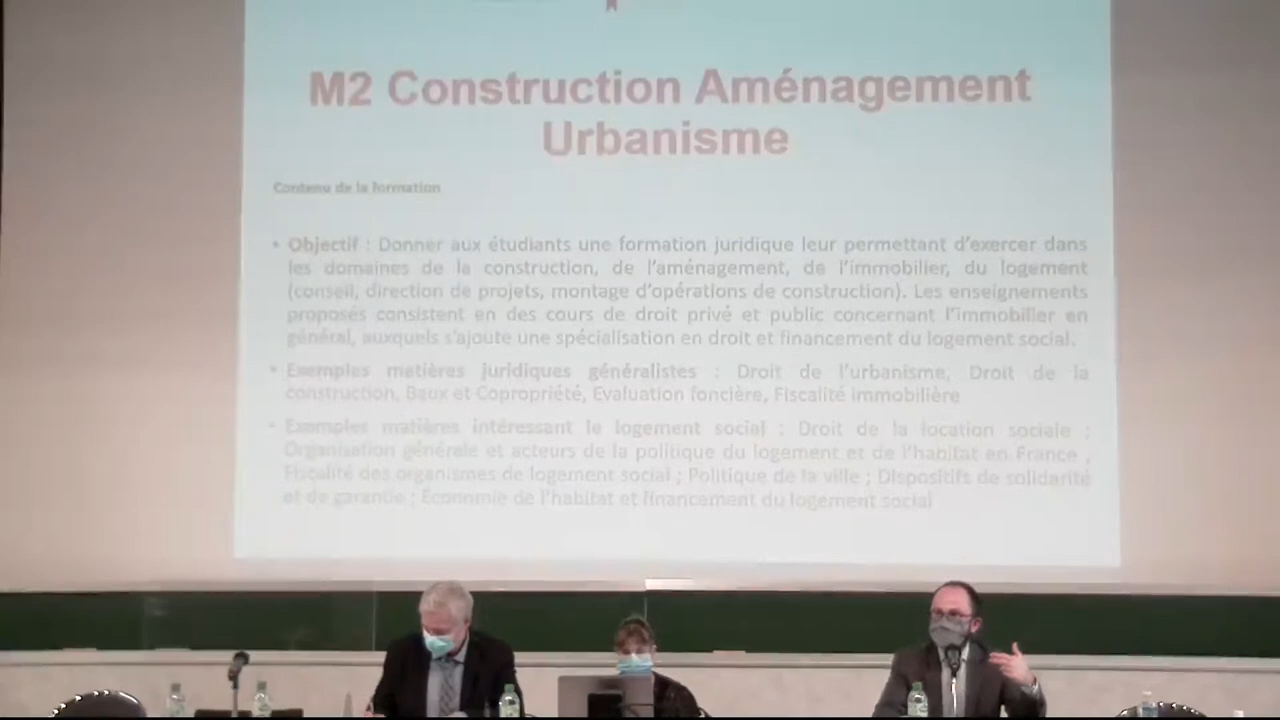 M2 Construction Aménagement
Urbanisme
Contenu de la formation
• Objectif : Donner aux étudiants une formation juridique leur permettant d'exercer dans
les domaines de la construction, de l'aménagement, de l'immobilier, du logement
(conseil, direction de projets, montage d'opérations de construction). Les enseignements
proposés consistent en des cours de droit privé et public concernant l'immobilier en
général, auxquels s'ajoute une spécialisation en droit et financement du logement social.
• Exemples metières juridiques généralistes : Droit de l'urbanisme, Droit de la
construction, Baux et Copropriété, Evaluation foncière, Fiscalité immobilière
• Exemples matières intéressant le logement social : Droit de la location sociale ;
Organisation générale et acteurs de la politique du logement et de l'habitat en France ,
Fiscalité des organismes de logement social ; Politique de la ville ; Dispositifs de solidarité
et de garantie ; Economie de l'habitat et financement du logement social